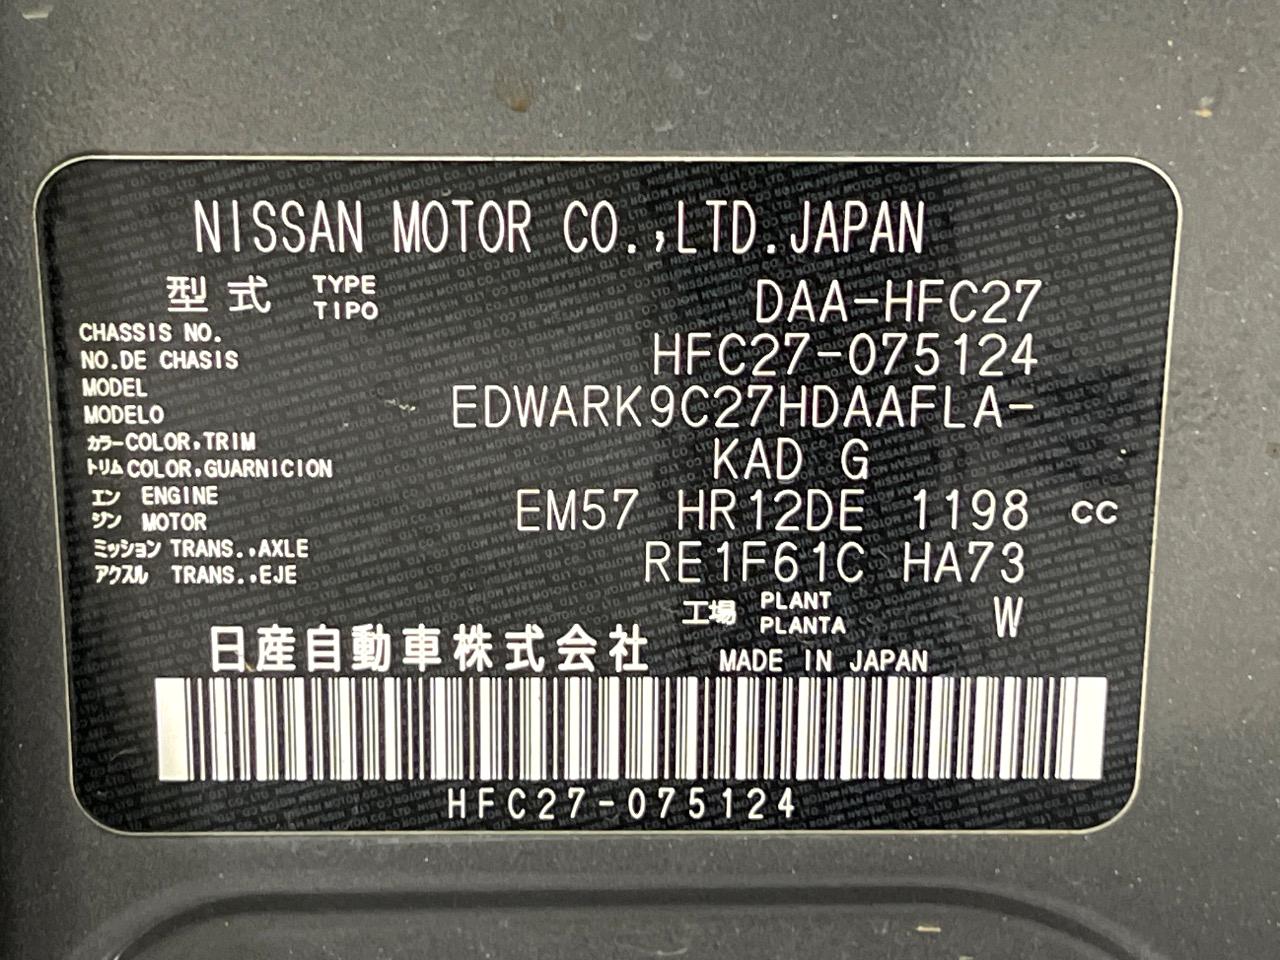 NISSAN MOTOR CO.,LTD.JAPAN
型式 TYPE TIPO DAA-HFC27
CHASSIS NO.
NO.DE CHASIS HFC27-075124
MODEL
MODELO EDWARK9C27HDAAFLA-
カラー COLOR,TRIM
トリム COLOR,GUARNICION KAD G
エン ENGINE
ジン MOTOR EM57 HR12DE 1198 cc
ミッション TRANS.,AXLE
アクスル TRANS.,EJE RE1F61C HA73
工場 PLANT PLANTA W
日産自動車株式会社 MADE IN JAPAN
HFC27-075124